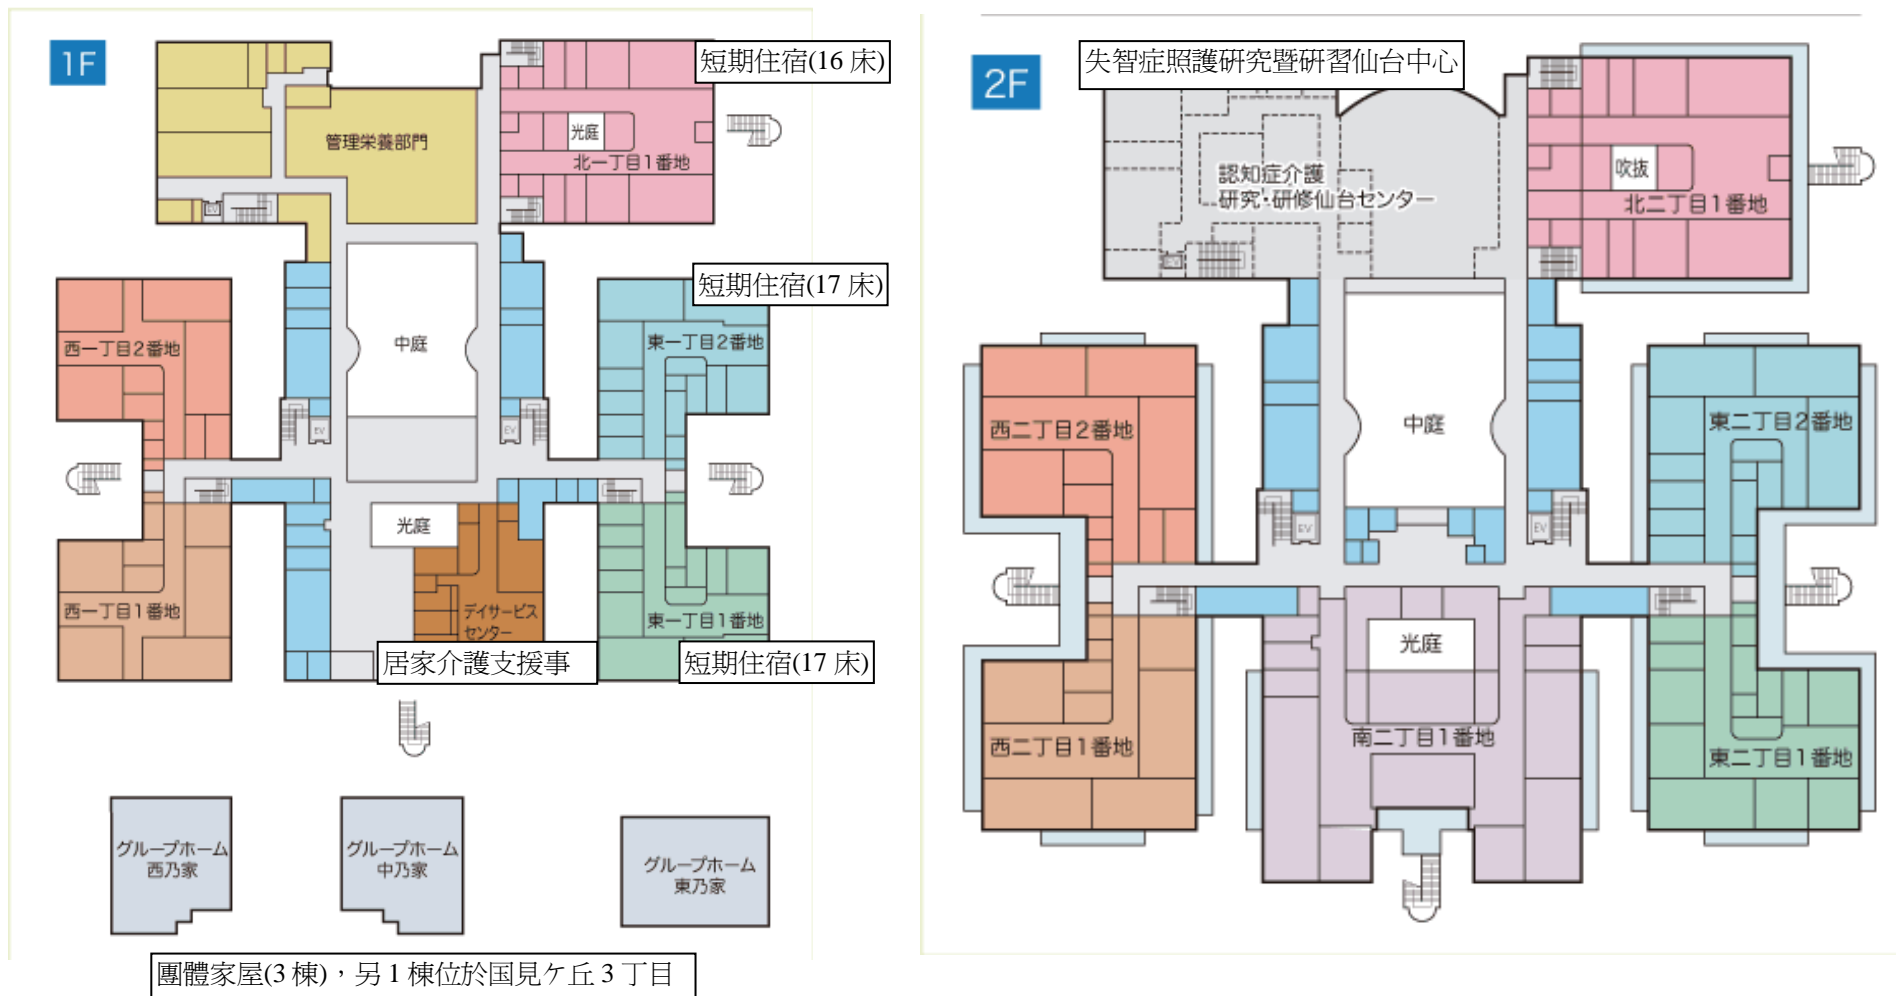 1F
短期住宿(16 床)
管理栄養部門
光庭
北一丁目1番地
EV
短期住宿(17 床)
西一丁目2番地
中庭
東一丁目2番地
EV
EV
光庭
西一丁目1番地
デイサービス
センター
東一丁目1番地
居家介護支援事
短期住宿(17 床)
グループホーム
西乃家
グループホーム
中乃家
グループホーム
東乃家
團體家屋(3 棟)，另 1 棟位於国見ケ丘 3 丁目
2F
失智症照護研究暨研習仙台中心
認知症介護
研究・研修仙台センター
吹抜
北二丁目1番地
EV
西二丁目2番地
中庭
東二丁目2番地
EV
EV
光庭
西二丁目1番地
南二丁目1番地
東二丁目1番地